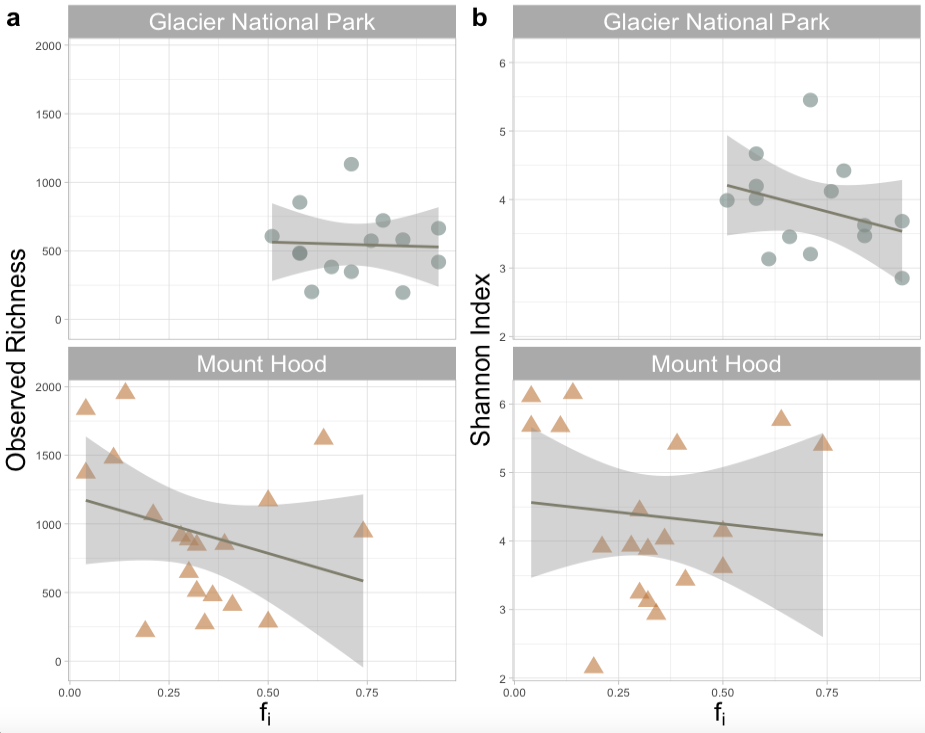 a
Glacier National Park
2000
1500
1000
500
0
Mount Hood
2000
1500
1000
500
0
0.00 0.25 0.50 0.75
fi
Observed Richness
b
Glacier National Park
6
5
4
3
2
Mount Hood
6
5
4
3
2
0.00 0.25 0.50 0.75
fi
Shannon Index